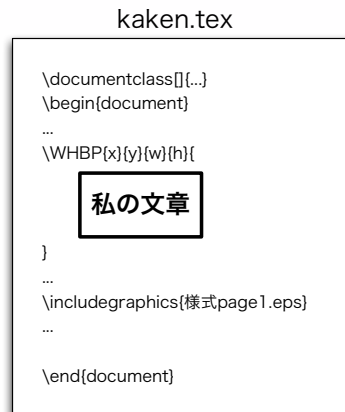 kaken.tex
\documentclass[]{...}
\begin{document}
...
\WHBP{x}{y}{w}{h}{
私の文章
}
...
\includegraphics{様式page1.eps}
...
\end{document}